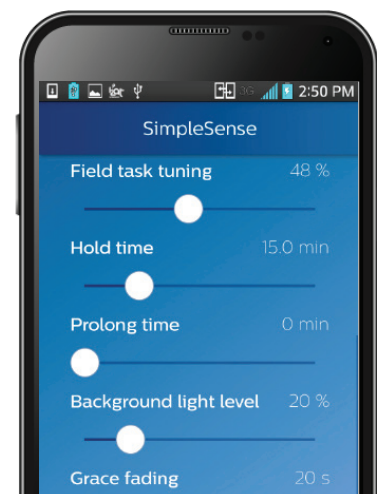 3G 2:50 PM
SimpleSense
Field task tuning 48 %
Hold time 15.0 min
Prolong time 0 min
Background light level 20 %
Grace fading 20 s